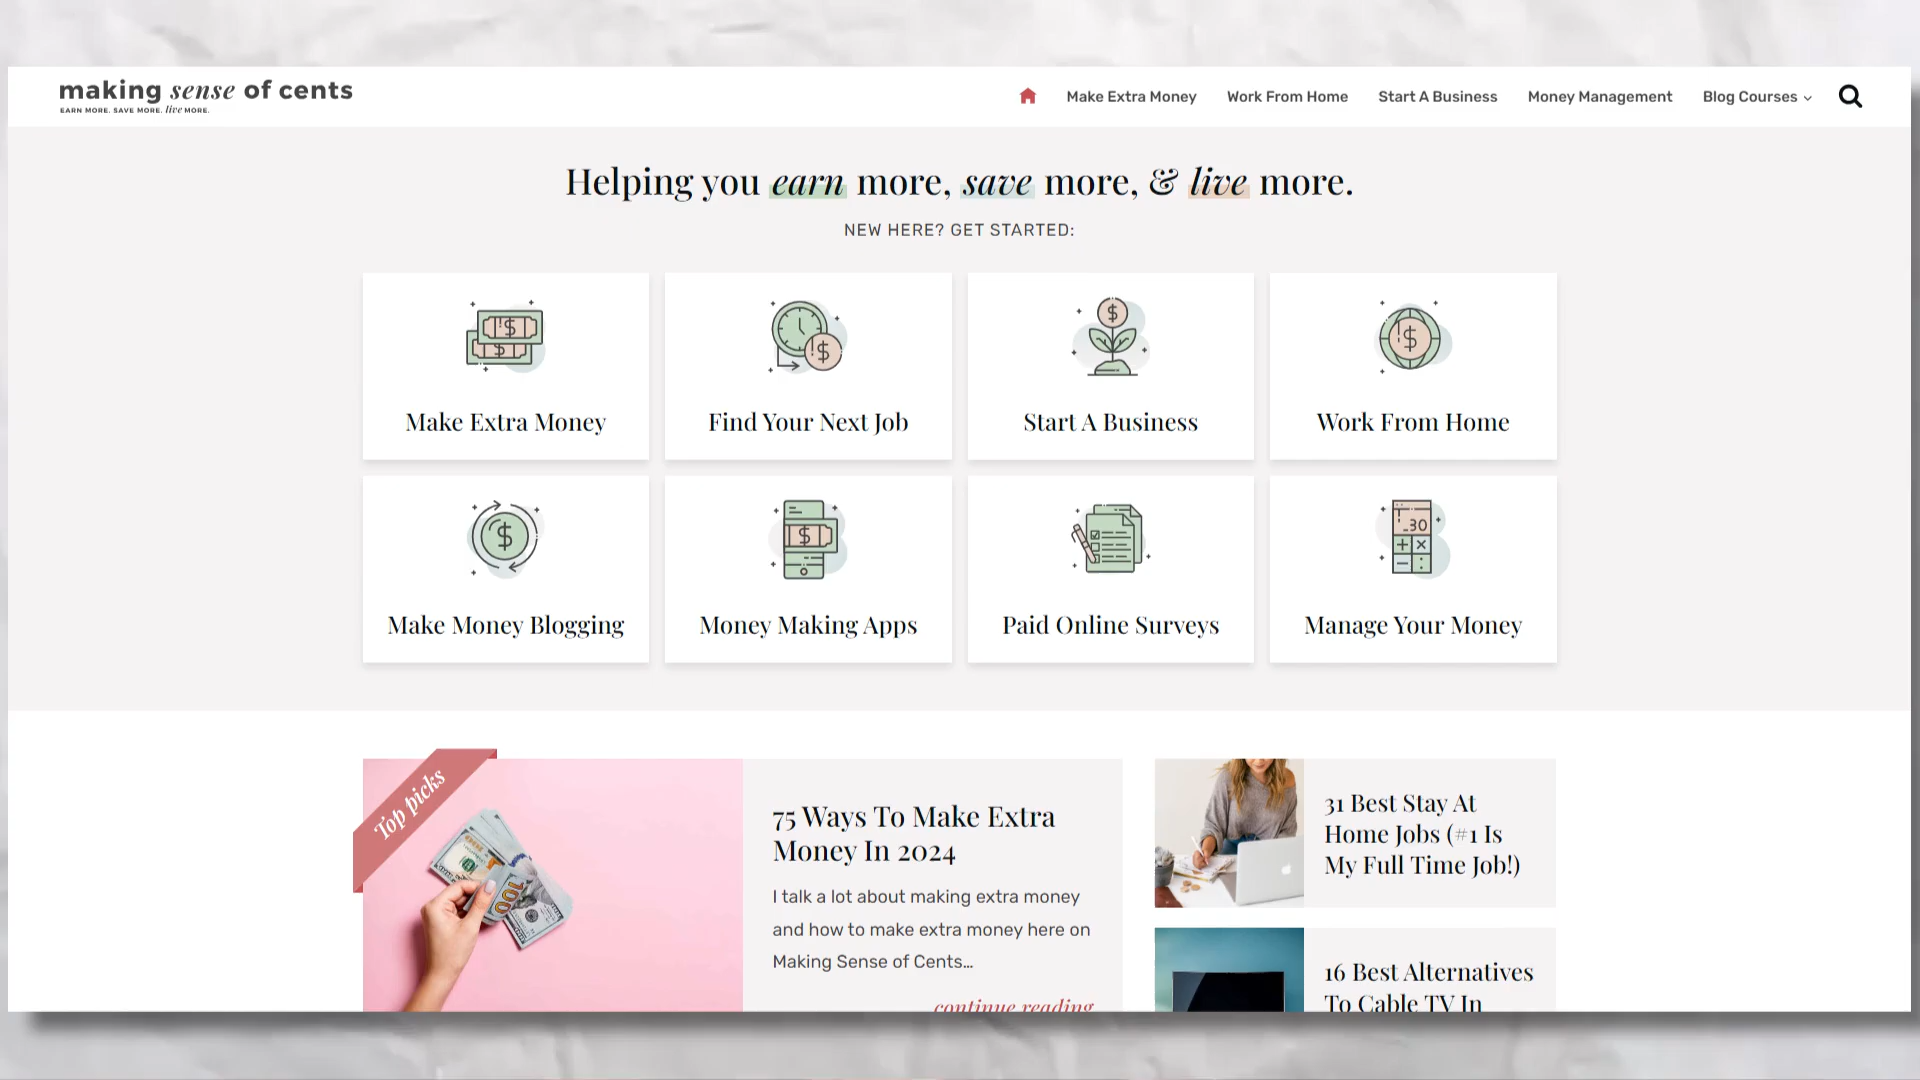 making sense of cents
EARN MORE. SAVE MORE. live MORE.
Make Extra Money
Work From Home
Start A Business
Money Management
Blog Courses
Helping you earn more, save more, & live more.
NEW HERE? GET STARTED:
Make Extra Money
Find Your Next Job
Start A Business
Work From Home
Make Money Blogging
Money Making Apps
Paid Online Surveys
Manage Your Money
Top picks
75 Ways To Make Extra
Money In 2024
I talk a lot about making extra money
and how to make extra money here on
Making Sense of Cents...
continue reading
31 Best Stay At
Home Jobs (#1 Is
My Full Time Job!)
16 Best Alternatives
To Cable TV In